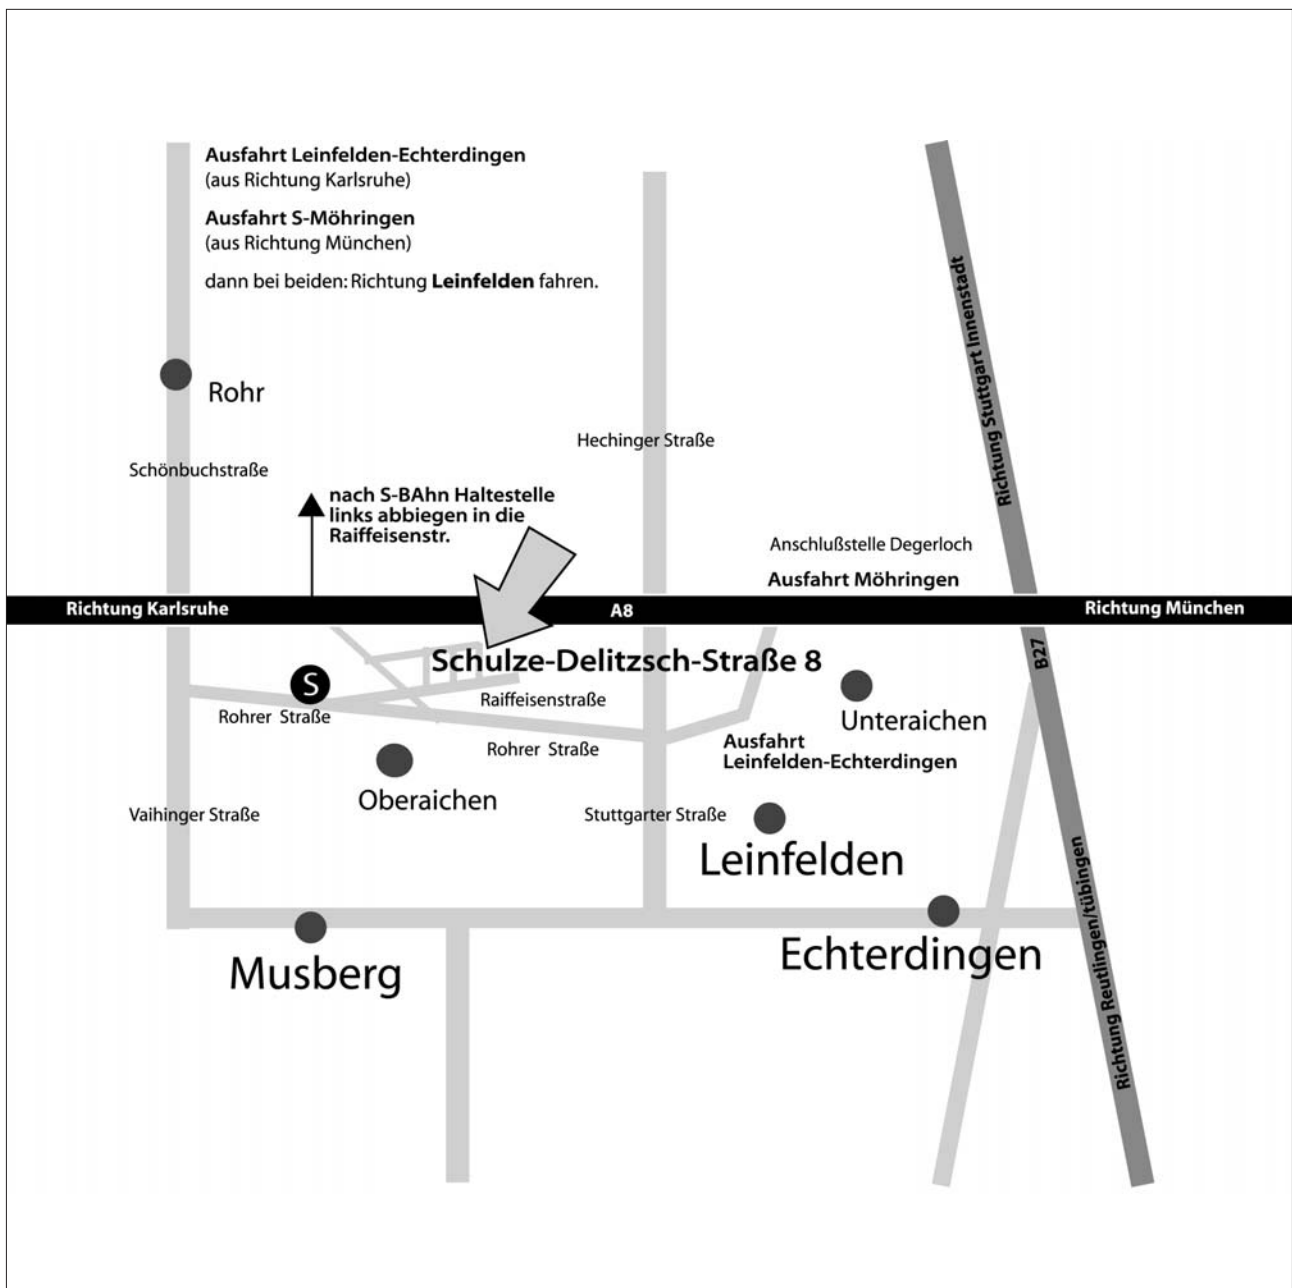 Ausfahrt Leinfelden-Echterdingen
(aus Richtung Karlsruhe)
Ausfahrt S-Möhringen
(aus Richtung München)
dann bei beiden: Richtung Leinfelden fahren.
Richtung Stuttgart Innenstadt
Rohr
Hechinger Straße
Schönbuchstraße
nach S-BAhn Haltestelle
links abbiegen in die
Raiffeisenstr.
Anschlußstelle Degerloch
Ausfahrt Möhringen
Richtung Karlsruhe
A8
Richtung München
B27
Schulze-Delitzsch-Straße 8
S
Raiffeisenstraße
Rohrer Straße
Unteraichen
Rohrer Straße
Ausfahrt
Leinfelden-Echterdingen
Oberaichen
Vaihinger Straße
Stuttgarter Straße
Leinfelden
Richtung Reutlingen/tübingen
Echterdingen
Musberg